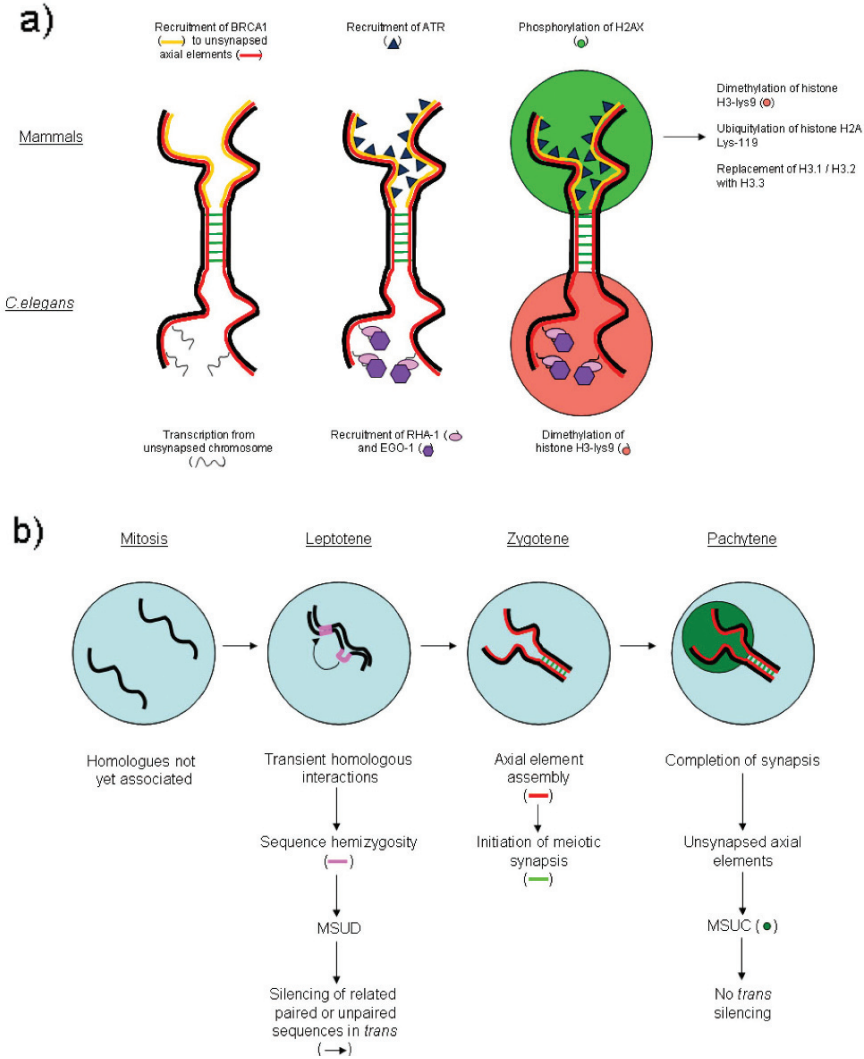 a)
Recruitment of BRCA1
( ) to unsynapsed
axial elements ( )
Recruitment of ATR
( )
Phosphorylation of H2AX
( )
Mammals
Dimethylation of histone
H3-lys9 ( )
Ubiquitylation of histone H2A
Lys-119
Replacement of H3.1 / H3.2
with H3.3
C.elegans
Transcription from
unsynapsed chromosome
( )
Recruitment of RHA-1 ( )
and EGO-1 ( )
Dimethylation of
histone H3-lys9 ( )
b)
Mitosis
Leptotene
Zygotene
Pachytene
Homologues not
yet associated
Transient homologous
interactions
Axial element
assembly
( )
Completion of synapsis
Sequence hemizygosity
( )
Initiation of meiotic
synapsis
( )
Unsynapsed axial
elements
MSUD
MSUC ( )
Silencing of related
paired or unpaired
sequences in trans
( )
No trans
silencing